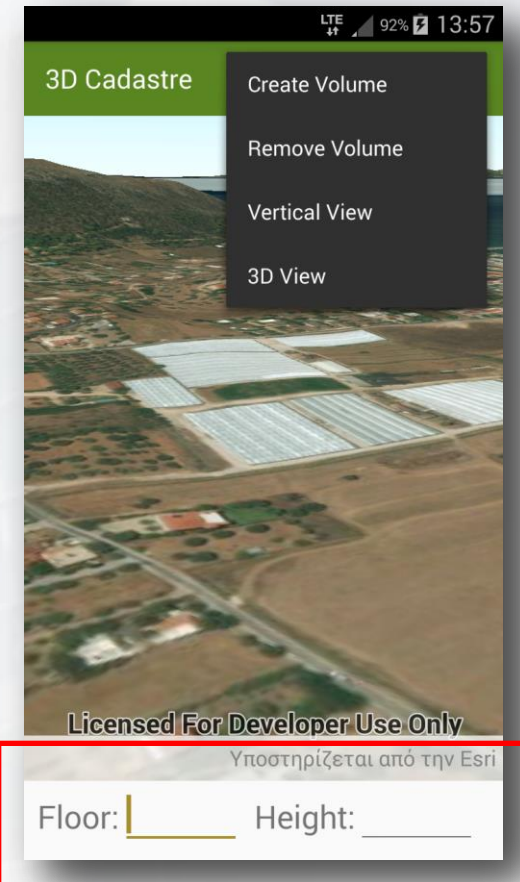 LTE 92% 13:57
3D Cadastre
Create Volume
Remove Volume
Vertical View
3D View
Licensed For Developer Use Only
Υποστηρίζεται από την Esri
Floor: Height: